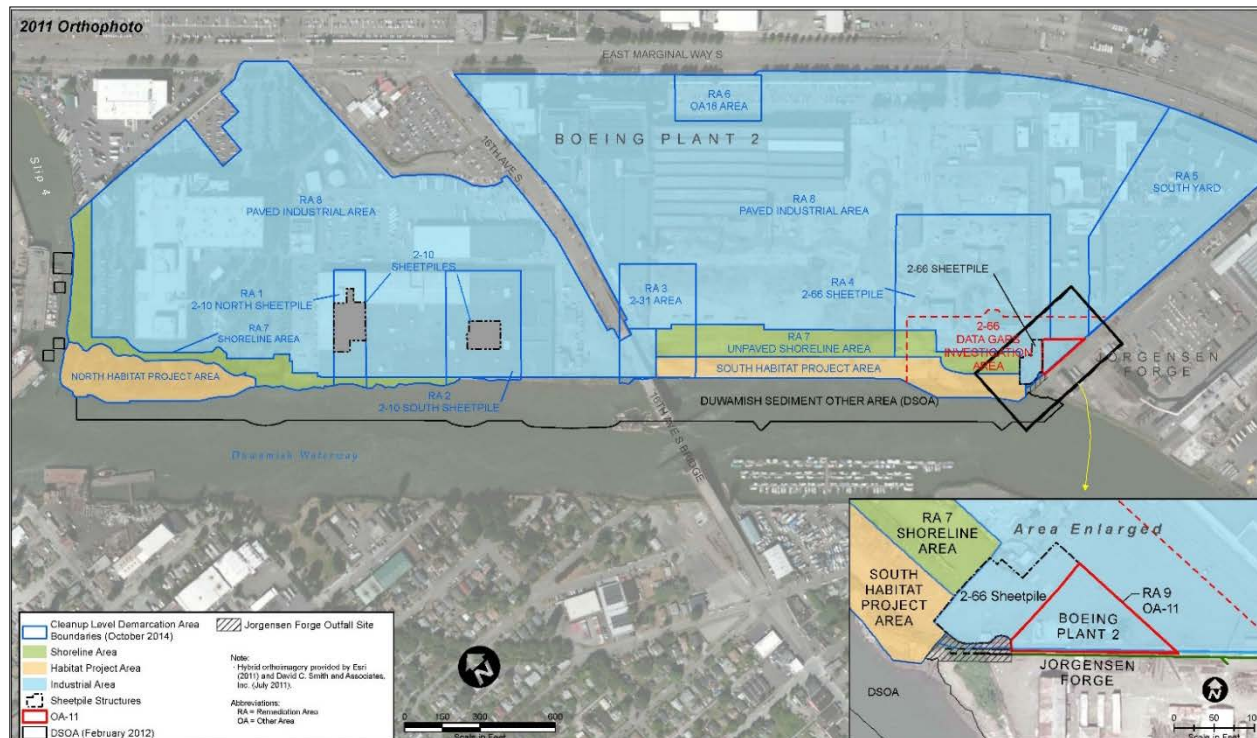 2011 Orthophoto
EAST MARGINAL WAY S
RA 6
OA16 AREA
BOEING PLANT 2
16TH AVE S
Slip 4
RA 5
SOUTH YARD
RA 8
PAVED INDUSTRIAL AREA
RA 8
PAVED INDUSTRIAL AREA
2-10
SHEETPILES
2-66 SHEETPILE
RA 1
2-10 NORTH SHEETPILE
RA 3
2-31 AREA
RA 4
2-66 SHEETPILE
RA 7
SHORELINE AREA
RA 7
UNPAVED SHORELINE AREA
2-66
DATA GAPS
INVESTIGATION
AREA
JORGENSEN
FORGE
NORTH HABITAT PROJECT AREA
SOUTH HABITAT PROJECT AREA
RA 2
2-10 SOUTH SHEETPILE
DUWAMISH SEDIMENT OTHER AREA (DSOA)
16TH AVE S BRIDGE
Duwamish Waterway
Cleanup Level Demarcation Area
Boundaries (October 2014)
Shoreline Area
Habitat Project Area
Industrial Area
Sheetpile Structures
OA-11
DSOA (February 2012)
Jorgensen Forge Outfall Site
Note:
- Hybrid orthoimagery provided by Esri
(2011) and David C. Smith and Associates,
Inc. (July 2011).
Abbreviations:
RA = Remediation Area
OA = Other Area
N
0 150 300 600
Scale in Feet
RA 7
SHORELINE
AREA
Area Enlarged
SOUTH
HABITAT
PROJECT
AREA
2-66 Sheetpile
RA 9
OA-11
BOEING
PLANT 2
JORGENSEN
FORGE
DSOA
N
0 50 10
Scale in Feet